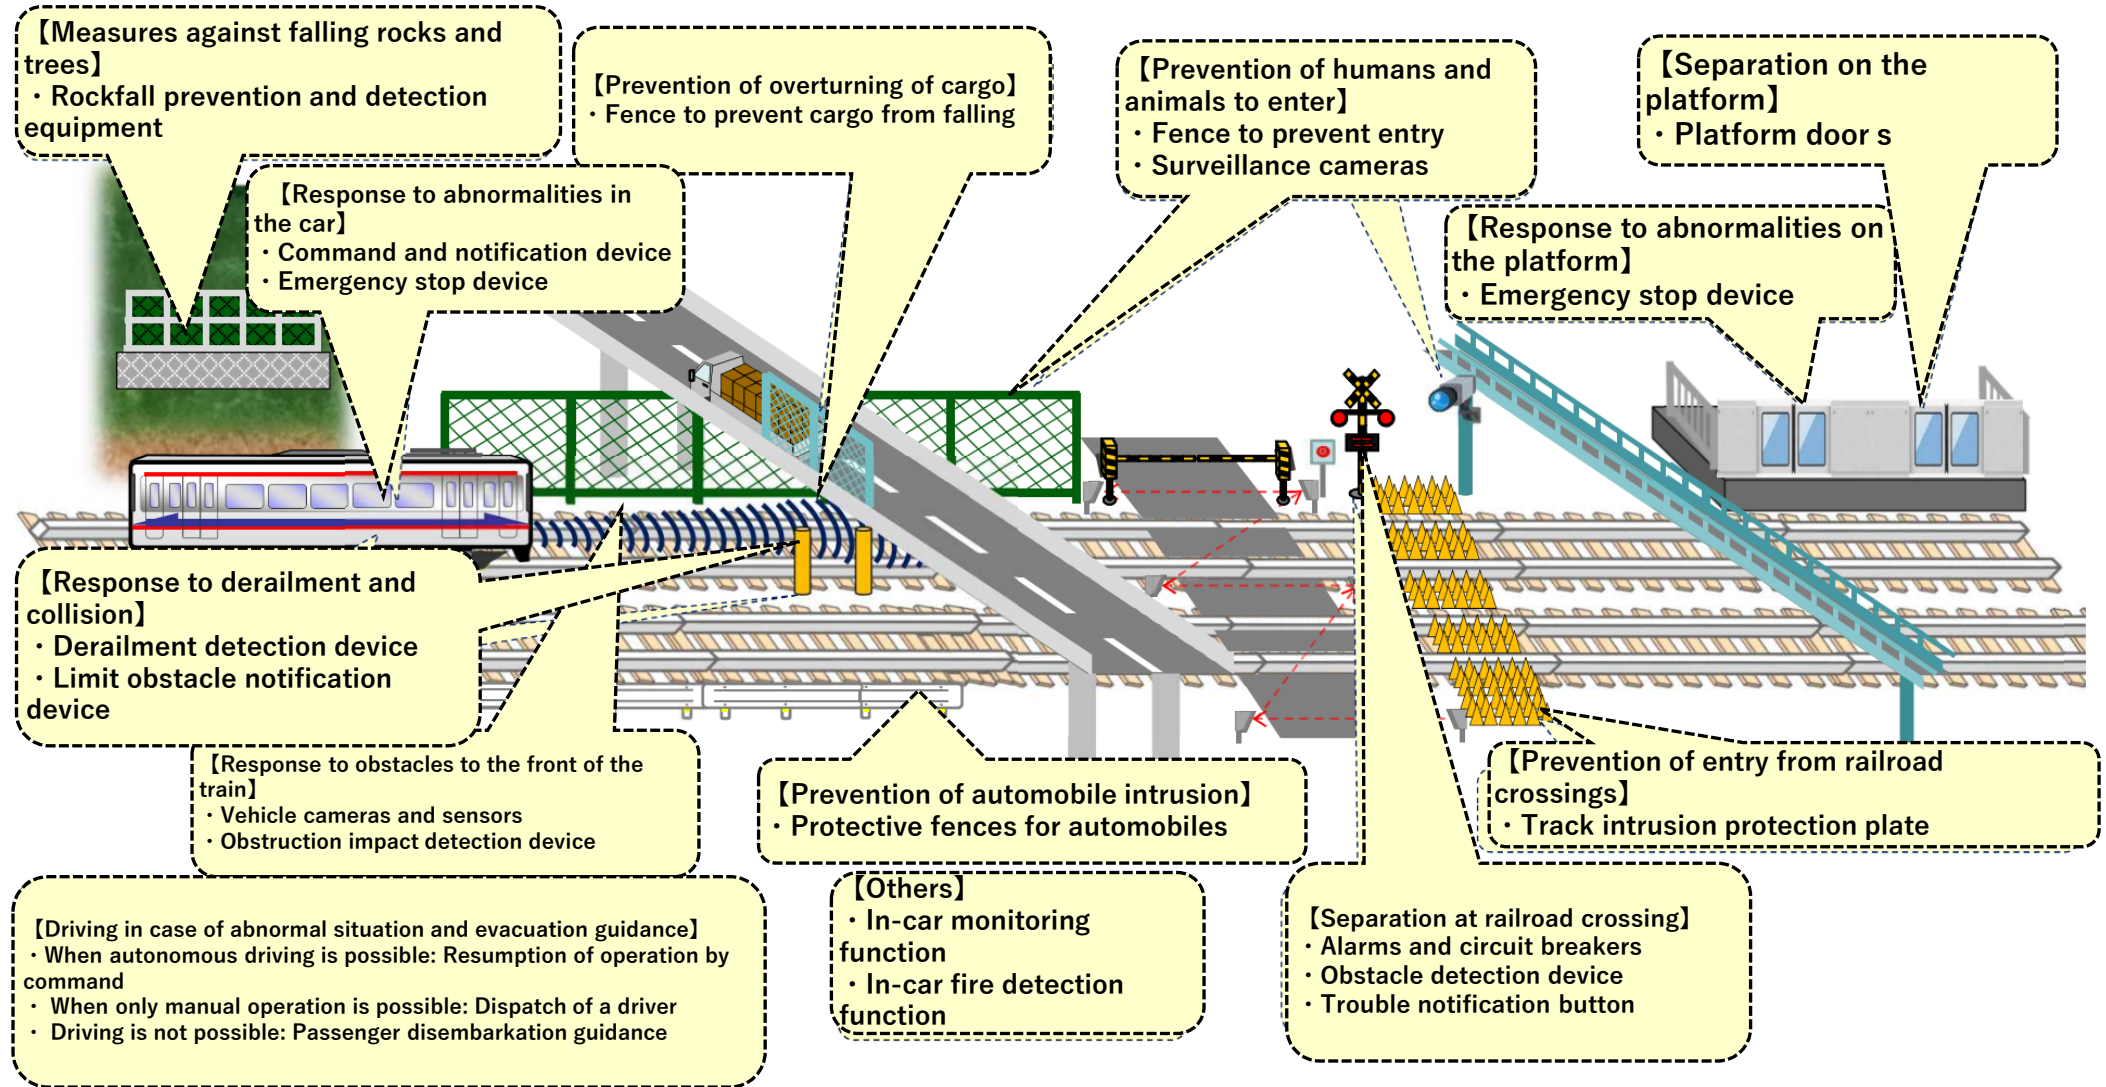 【Measures against falling rocks and
trees】
・Rockfall prevention and detection
equipment
【Prevention of overturning of cargo】
・Fence to prevent cargo from falling
【Prevention of humans and
animals to enter】
・Fence to prevent entry
・Surveillance cameras
【Separation on the
platform】
・Platform door s
【Response to abnormalities in
the car】
・Command and notification device
・Emergency stop device
【Response to abnormalities on
the platform】
・Emergency stop device
【Response to derailment and
collision】
・Derailment detection device
・Limit obstacle notification
device
【Response to obstacles to the front of the
train】
・Vehicle cameras and sensors
・Obstruction impact detection device
【Prevention of automobile intrusion】
・Protective fences for automobiles
【Prevention of entry from railroad
crossings】
・Track intrusion protection plate
【Driving in case of abnormal situation and evacuation guidance】
・When autonomous driving is possible: Resumption of operation by
command
・ When only manual operation is possible: Dispatch of a driver
・ Driving is not possible: Passenger disembarkation guidance
【Others】
・In-car monitoring
function
・In-car fire detection
function
【Separation at railroad crossing】
・Alarms and circuit breakers
・Obstacle detection device
・Trouble notification button